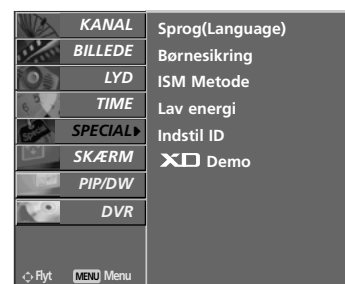 KANAL
BILLEDE
LYD
TIME
SPECIAL
SKÆRM
PIP/DW
DVR
Flyt MENU Menu
Sprog(Language)
Børnesikring
ISM Metode
Lav energi
Indstil ID
XD Demo